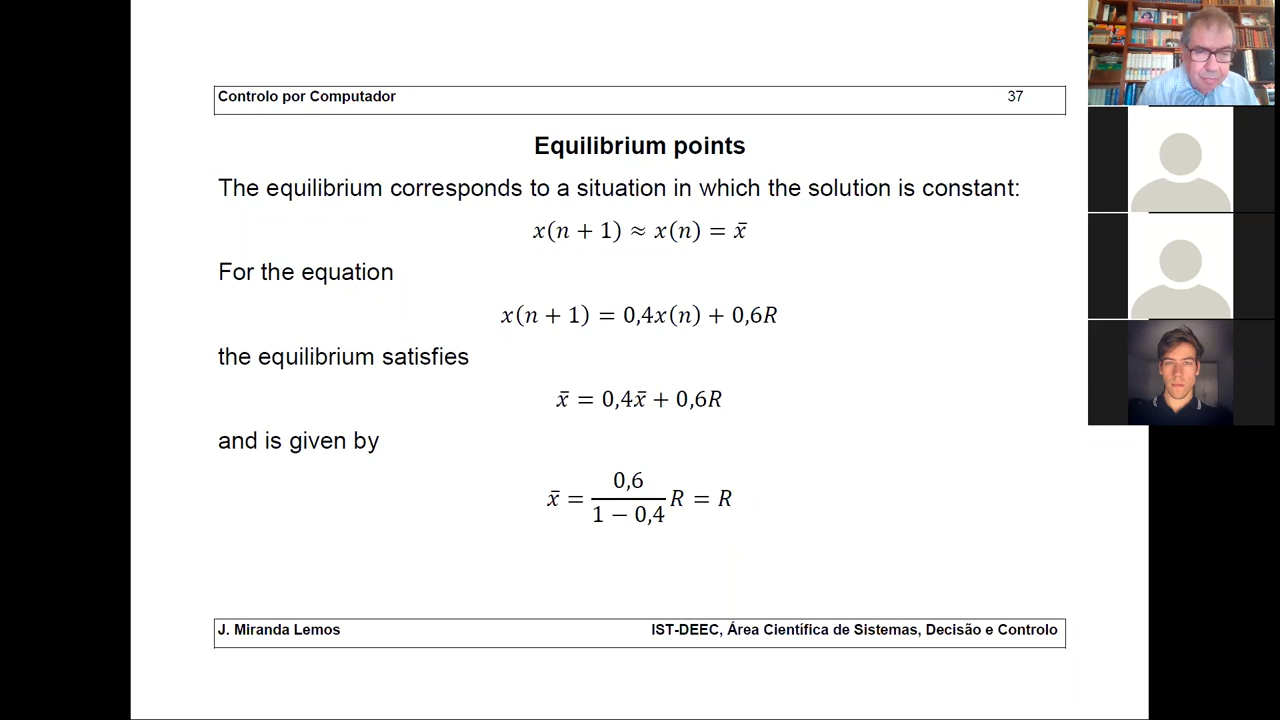 Controlo por Computador 37
Equilibrium points
The equilibrium corresponds to a situation in which the solution is constant:
x(n + 1) ≈ x(n) = x̄
For the equation
x(n + 1) = 0,4x(n) + 0,6R
the equilibrium satisfies
x̄ = 0,4x̄ + 0,6R
and is given by
x̄ = \frac{0,6}{1 − 0,4} R = R
J. Miranda Lemos IST-DEEC, Área Científica de Sistemas, Decisão e Controlo